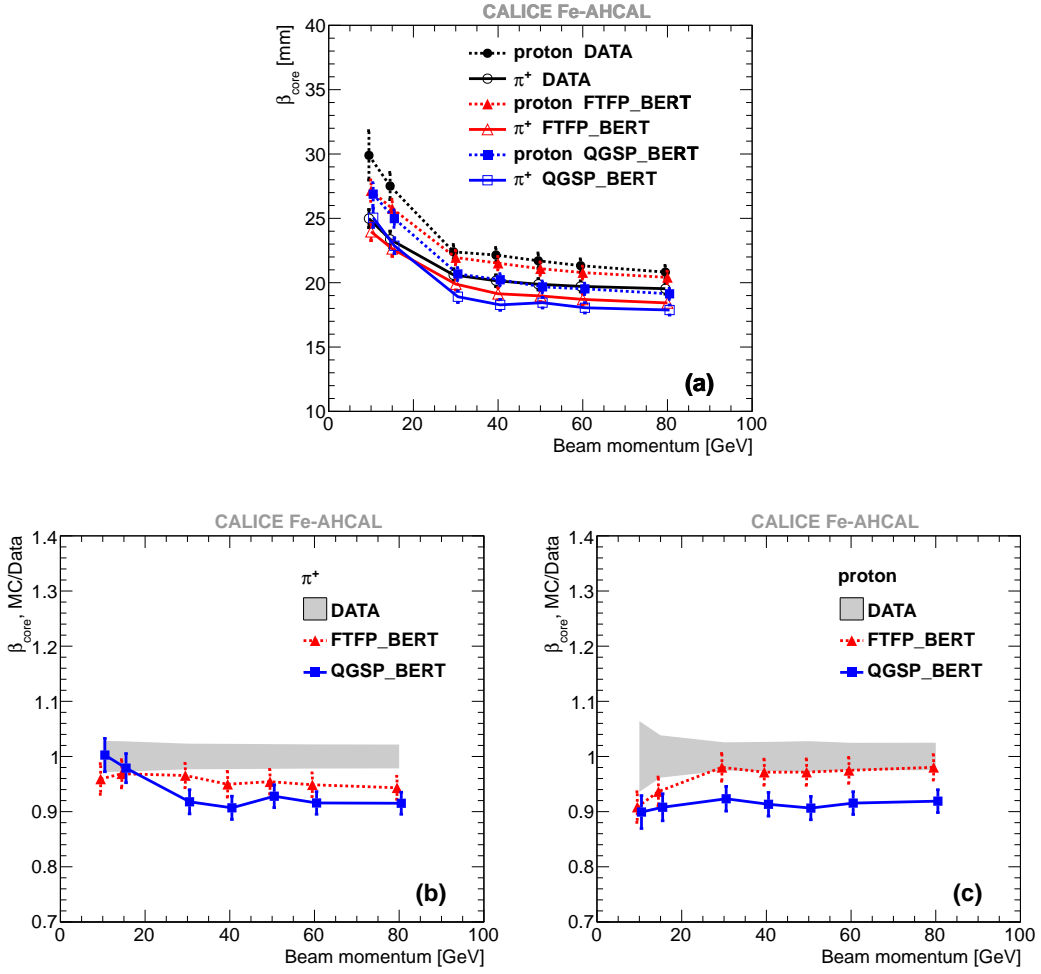 CALICE Fe-AHCAL
β_core [mm]
40
35
30
25
20
15
10
proton DATA
π⁺ DATA
proton FTFP_BERT
π⁺ FTFP_BERT
proton QGSP_BERT
π⁺ QGSP_BERT
(a)
0 20 40 60 80 100
Beam momentum [GeV]
CALICE Fe-AHCAL
β_core, MC/Data
1.4
1.3
1.2
1.1
1
0.9
0.8
0.7
π⁺
DATA
FTFP_BERT
QGSP_BERT
(b)
0 20 40 60 80 100
Beam momentum [GeV]
CALICE Fe-AHCAL
β_core, MC/Data
1.4
1.3
1.2
1.1
1
0.9
0.8
0.7
proton
DATA
FTFP_BERT
QGSP_BERT
(c)
0 20 40 60 80 100
Beam momentum [GeV]